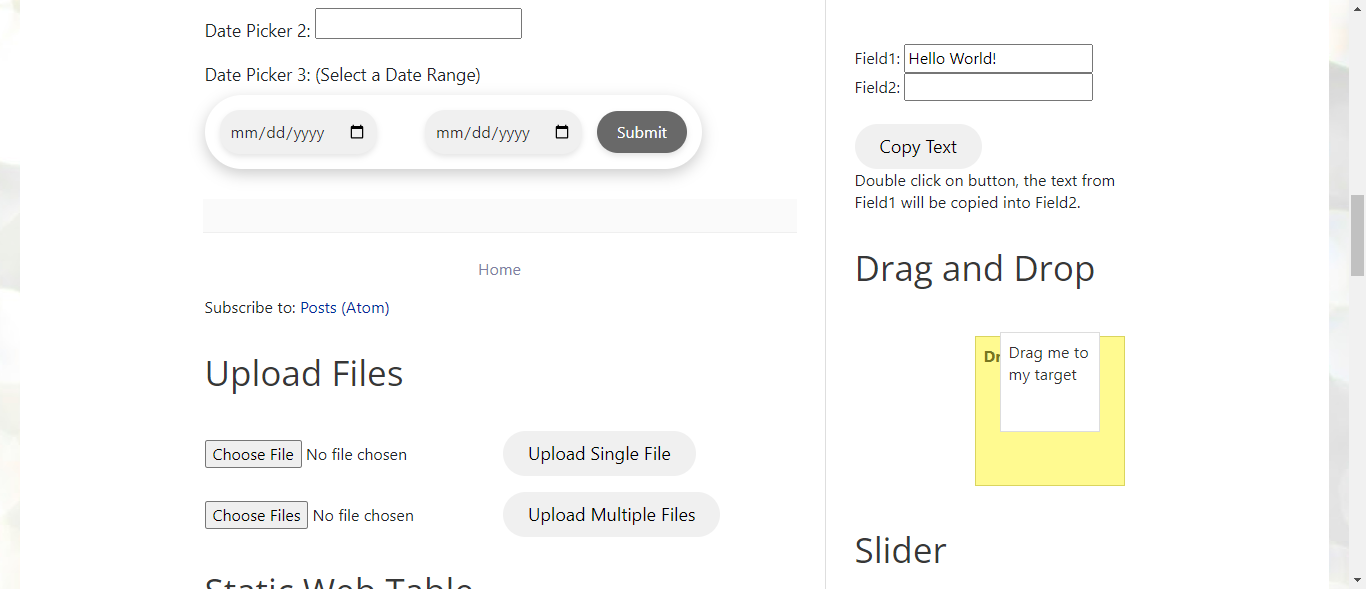 Date Picker 2:
Date Picker 3: (Select a Date Range)
mm/dd/yyyy mm/dd/yyyy Submit
Home
Subscribe to: Posts (Atom)
Upload Files
Choose File No file chosen Upload Single File
Choose Files No file chosen Upload Multiple Files
Static Web Table
Field1: Hello World!
Field2:
Copy Text
Double click on button, the text from
Field1 will be copied into Field2.
Drag and Drop
Dr
Drag me to
my target
Slider